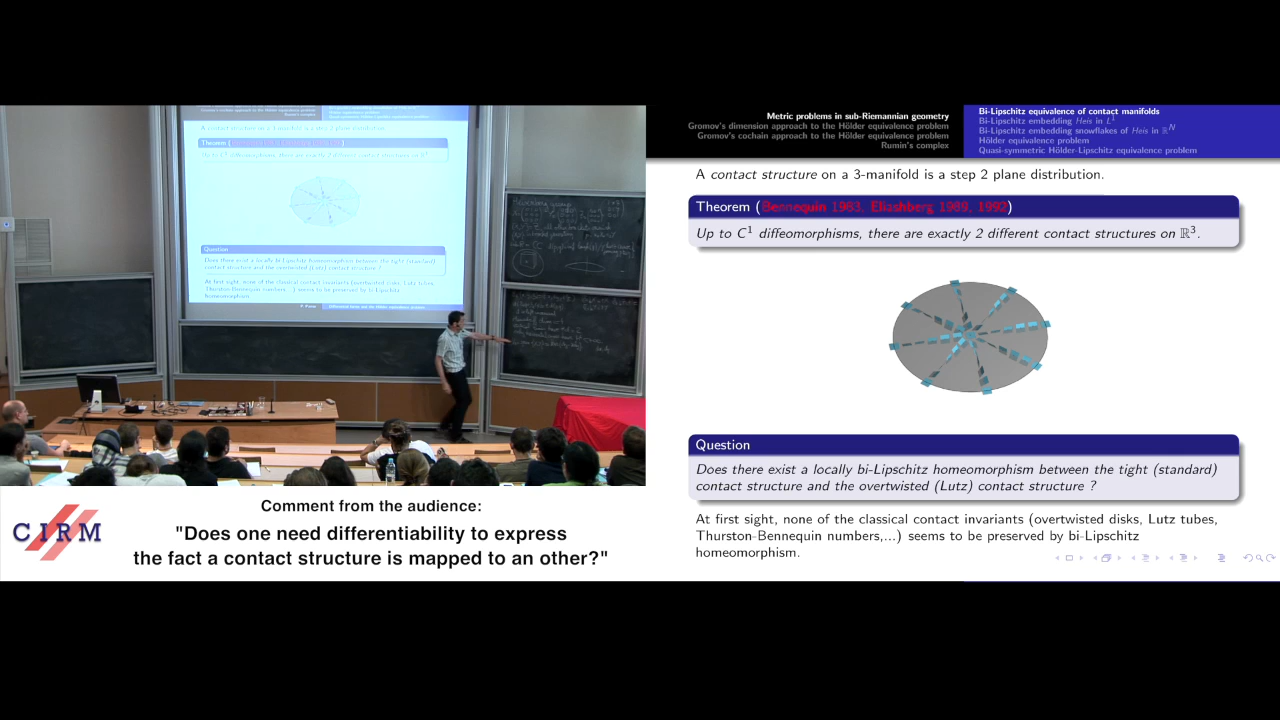 Metric problems in sub-Riemannian geometry
Gromov's dimension approach to the Hölder equivalence problem
Gromov's cochain approach to the Hölder equivalence problem
Rumin's complex
Bi-Lipschitz equivalence of contact manifolds
Bi-Lipschitz embedding Heis in L¹
Bi-Lipschitz embedding snowflakes of Heis in ℝᴺ
Hölder equivalence problem
Quasi-symmetric Hölder-Lipschitz equivalence problem
A contact structure on a 3-manifold is a step 2 plane distribution.
Theorem (Bennequin 1983, Eliashberg 1989, 1992)
Up to C¹ diffeomorphisms, there are exactly 2 different contact structures on ℝ³.
Question
Does there exist a locally bi-Lipschitz homeomorphism between the tight (standard)
contact structure and the overtwisted (Lutz) contact structure ?
At first sight, none of the classical contact invariants (overtwisted disks, Lutz tubes,
Thurston-Bennequin numbers,...) seems to be preserved by bi-Lipschitz
homeomorphism.
CIRM
Comment from the audience:
"Does one need differentiability to express
the fact a contact structure is mapped to an other?"